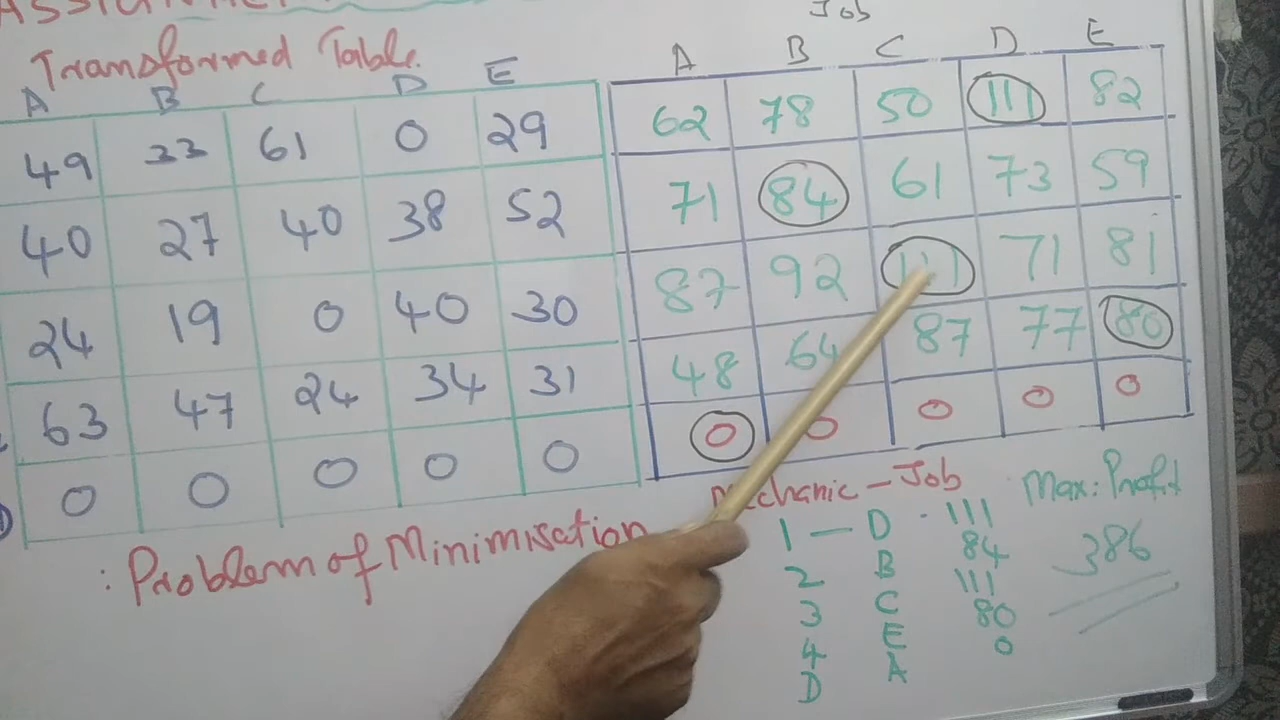 Job
Transformed Table.
A B C D E
49 33 61 0 29
40 27 40 38 52
24 19 0 40 30
63 47 24 34 31
0 0 0 0 0
: Problem of Minimisation
A B C D E
62 78 50 111 82
71 84 61 73 59
87 92 111 71 81
48 64 87 77 80
0 0 0 0 0
Mechanic - Job
Max: Profit
1 — D - 111
2 B 84
3 C 111
4 E 80
D A 0
386